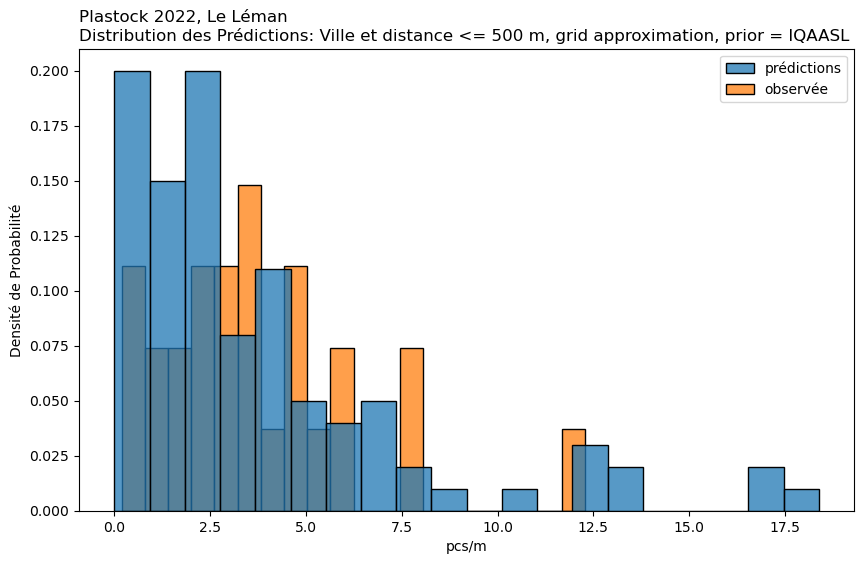 Plastock 2022, Le Léman
Distribution des Prédictions: Ville et distance <= 500 m, grid approximation, prior = IQAASL
prédictions
observée
Densité de Probabilité
0.200
0.175
0.150
0.125
0.100
0.075
0.050
0.025
0.000
0.0 2.5 5.0 7.5 10.0 12.5 15.0 17.5
pcs/m